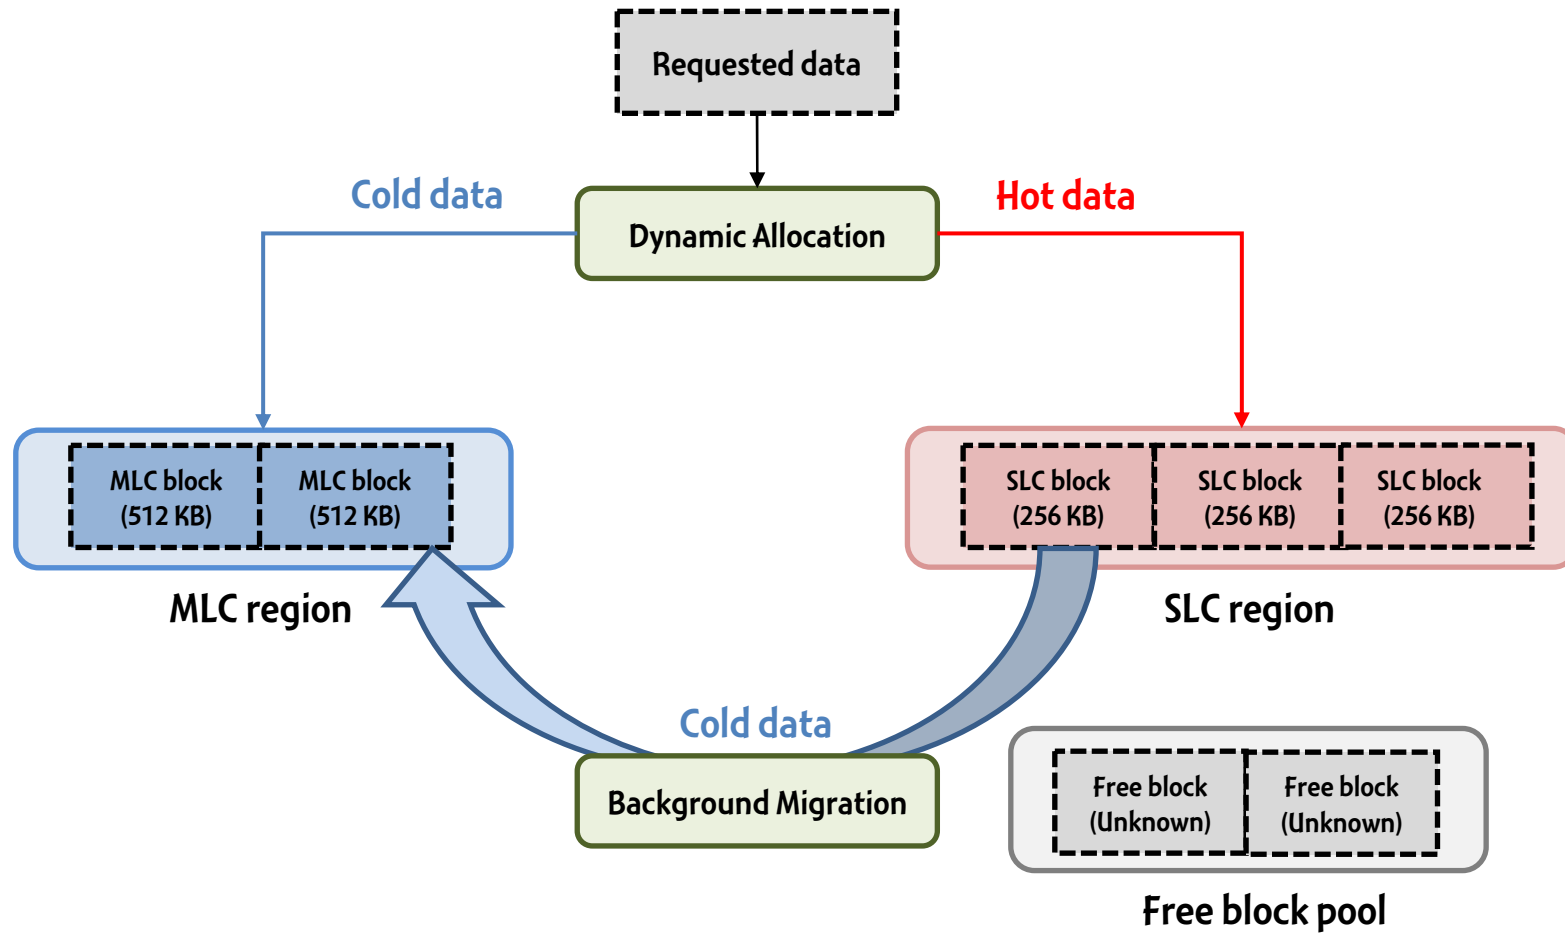 Requested data
Cold data
Hot data
Dynamic Allocation
MLC block
(512 KB)
MLC block
(512 KB)
SLC block
(256 KB)
SLC block
(256 KB)
SLC block
(256 KB)
MLC region
SLC region
Cold data
Background Migration
Free block
(Unknown)
Free block
(Unknown)
Free block pool